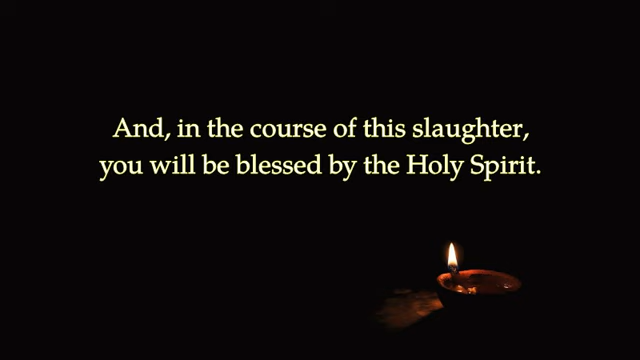 And, in the course of this slaughter,
you will be blessed by the Holy Spirit.